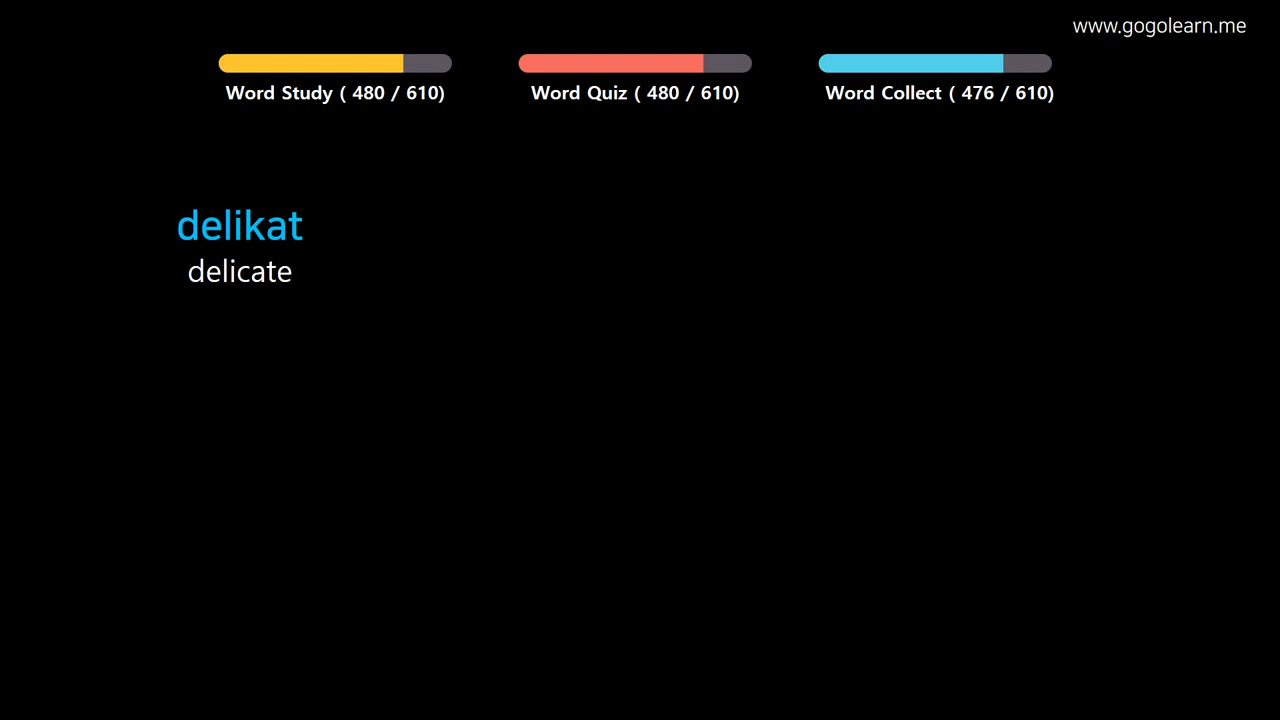 www.gogolearn.me
Word Study ( 480 / 610)
Word Quiz ( 480 / 610)
Word Collect ( 476 / 610)
delikat
delicate